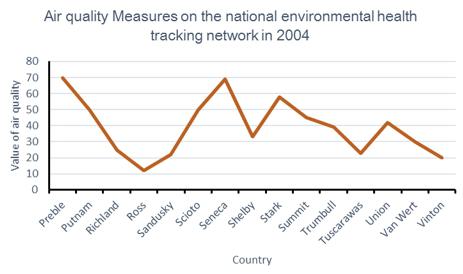 Air quality Measures on the national environmental health
tracking network in 2004
Value of air quality
80
70
60
50
40
30
20
10
0
Preble
Putnam
Richland
Ross
Sandusky
Scioto
Seneca
Shelby
Stark
Summit
Trumbull
Tuscarawas
Union
Van Wert
Vinton
Country